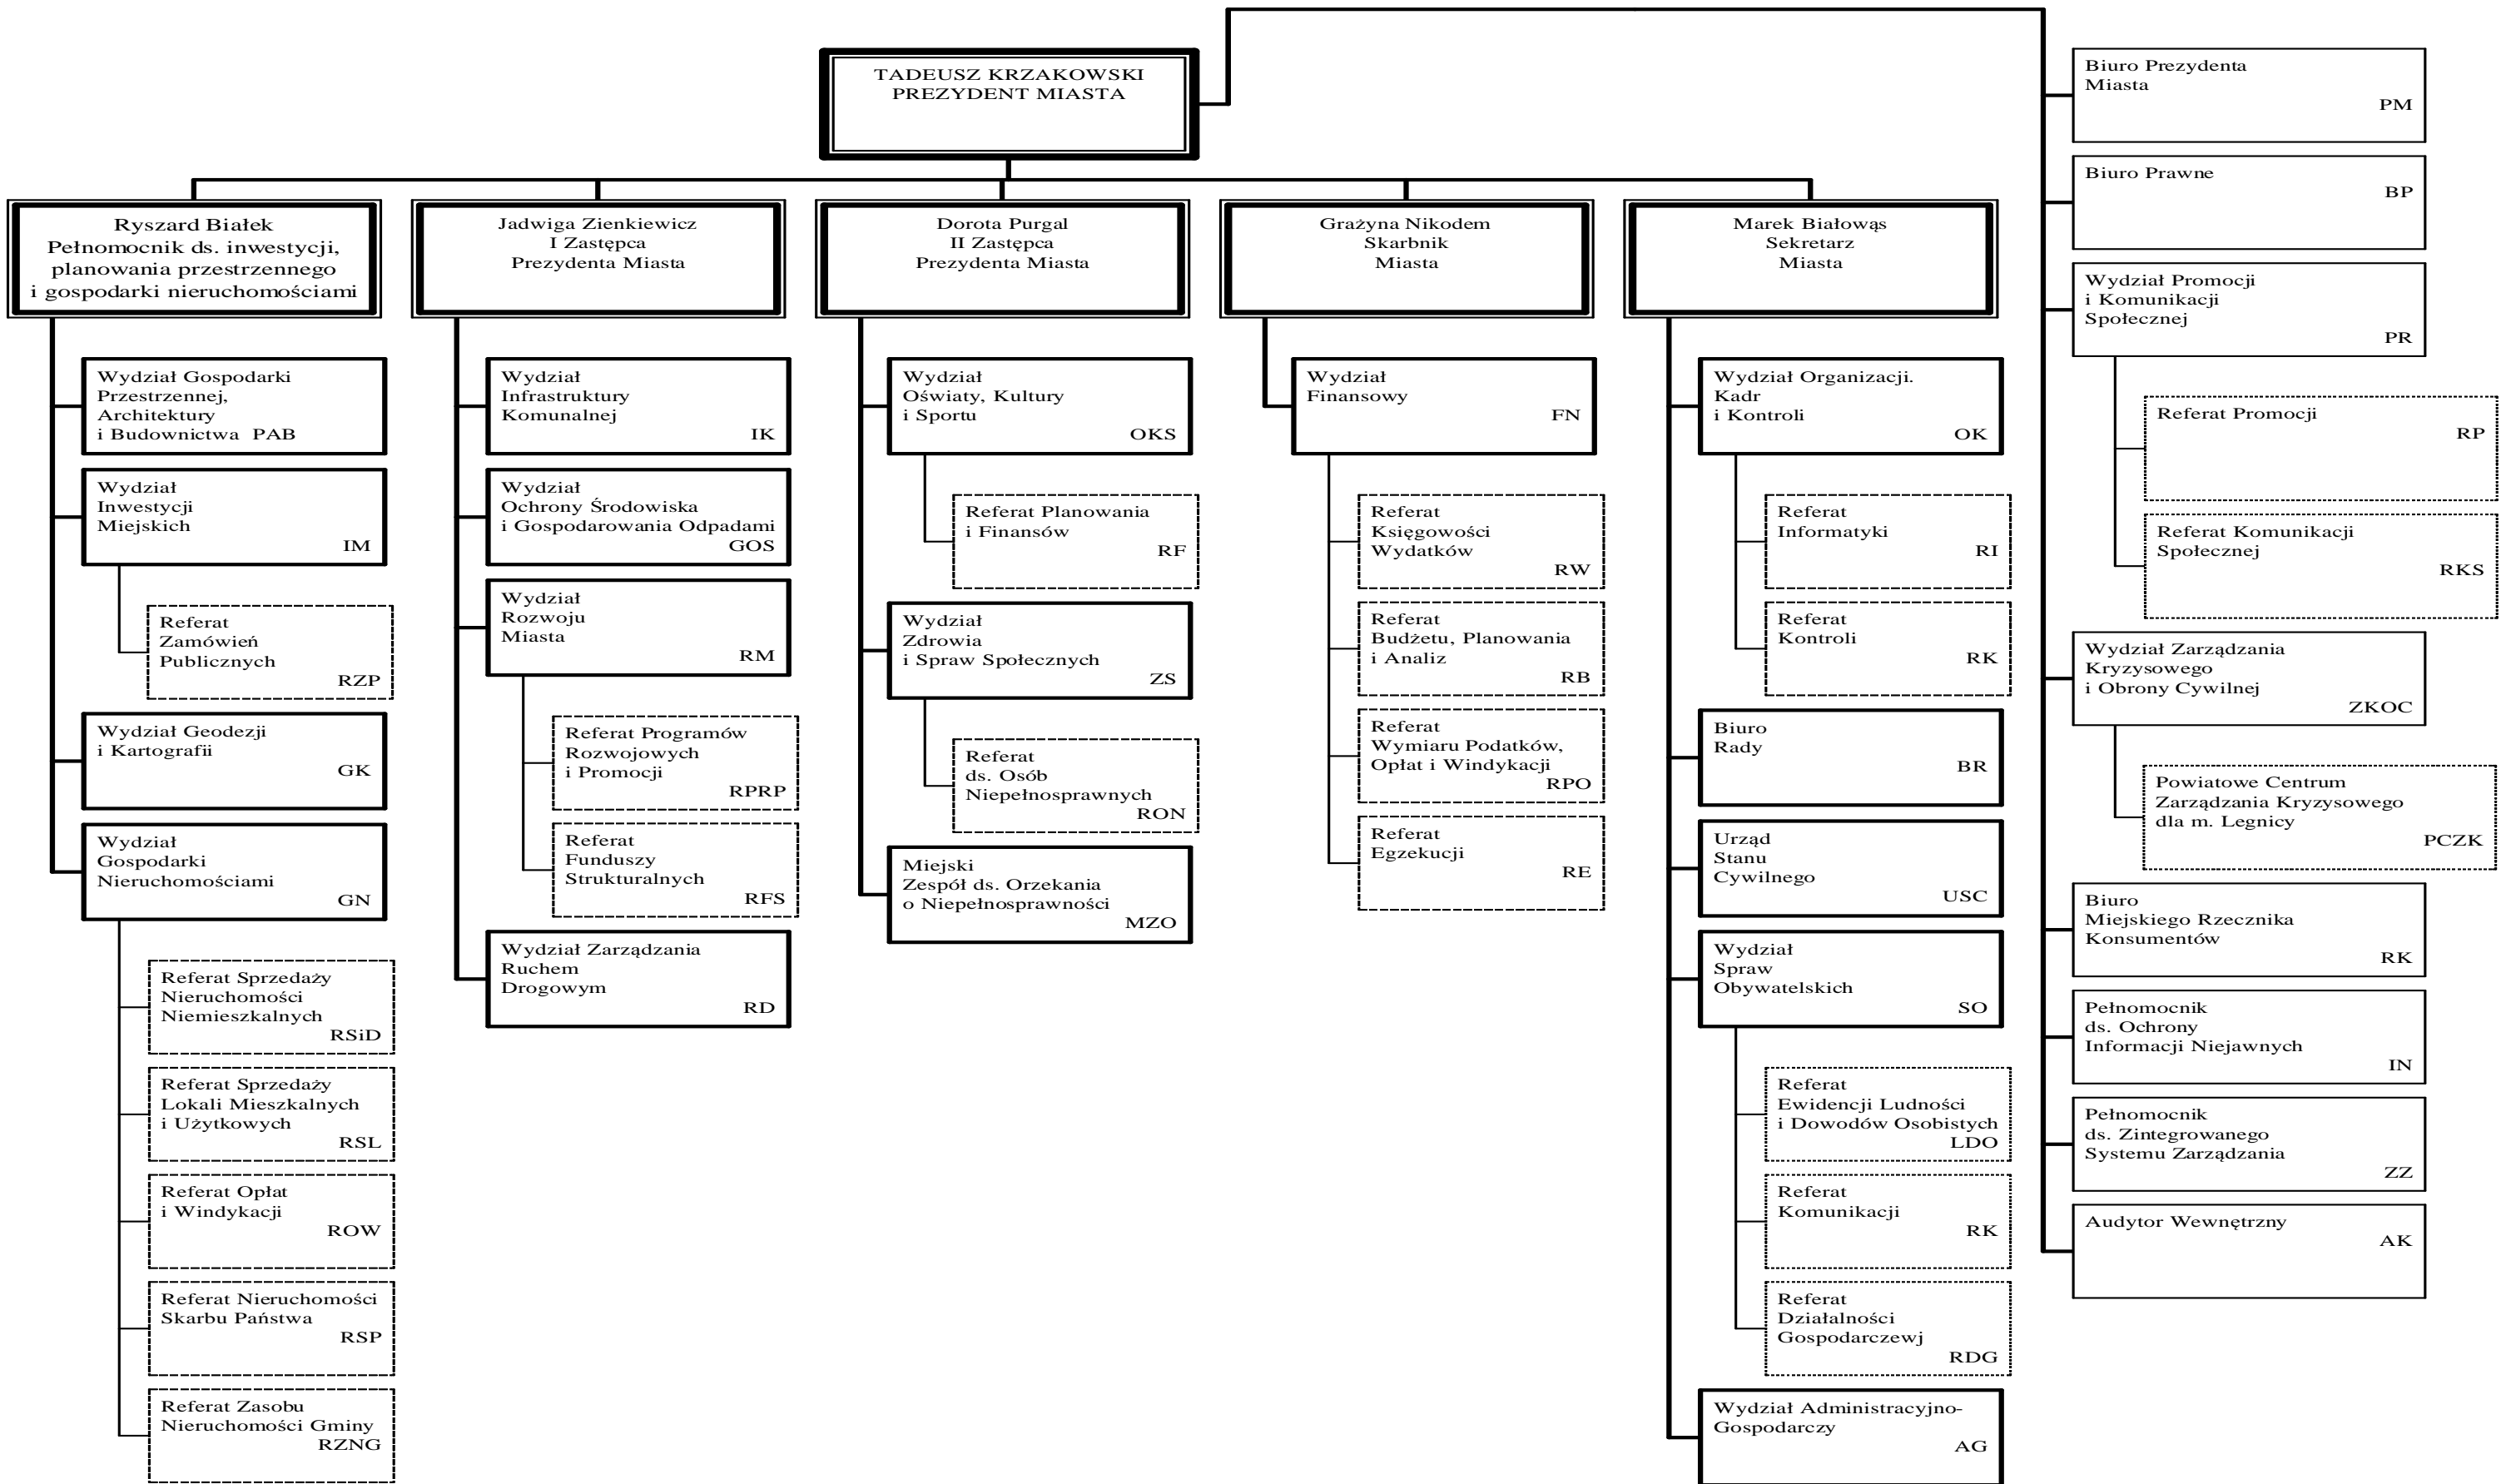 TADEUSZ KRZAKOWSKI
PREZYDENT MIASTA
Ryszard Białek
Pełnomocnik ds. inwestycji,
planowania przestrzennego
i gospodarki nieruchomościami
Wydział Gospodarki
Przestrzennej,
Architektury
i Budownictwa PAB
Wydział
Inwestycji
Miejskich
IM
Referat
Zamówień
Publicznych
RZP
Wydział Geodezji
i Kartografii
GK
Wydział
Gospodarki
Nieruchomościami
GN
Referat Sprzedaży
Nieruchomości
Niemieszkalnych
RSiD
Referat Sprzedaży
Lokali Mieszkalnych
i Użytkowych
RSL
Referat Opłat
i Windykacji
ROW
Referat Nieruchomości
Skarbu Państwa
RSP
Referat Zasobu
Nieruchomości Gminy
RZNG
Jadwiga Zienkiewicz
I Zastępca
Prezydenta Miasta
Wydział
Infrastruktury
Komunalnej
IK
Wydział
Ochrony Środowiska
i Gospodarowania Odpadami
GOS
Wydział
Rozwoju
Miasta
RM
Referat Programów
Rozwojowych
i Promocji
RPRP
Referat
Funduszy
Strukturalnych
RFS
Wydział Zarządzania
Ruchem
Drogowym
RD
Dorota Purgal
II Zastępca
Prezydenta Miasta
Wydział
Oświaty, Kultury
i Sportu
OKS
Referat Planowania
i Finansów
RF
Wydział
Zdrowia
i Spraw Społecznych
ZS
Referat
ds. Osób
Niepełnosprawnych
RON
Miejski
Zespół ds. Orzekania
o Niepełnosprawności
MZO
Grażyna Nikodem
Skarbnik
Miasta
Wydział
Finansowy
FN
Referat
Księgowości
Wydatków
RW
Referat
Budżetu, Planowania
i Analiz
RB
Referat
Wymiaru Podatków,
Opłat i Windykacji
RPO
Referat
Egzekucji
RE
Marek Białowąs
Sekretarz
Miasta
Wydział Organizacji.
Kadr
i Kontroli
OK
Referat
Informatyki
RI
Referat
Kontroli
RK
Biuro
Rady
BR
Urząd
Stanu
Cywilnego
USC
Wydział
Spraw
Obywatelskich
SO
Referat
Ewidencji Ludności
i Dowodów Osobistych
LDO
Referat
Komunikacji
RK
Referat
Działalności
Gospodarczewj
RDG
Wydział Administracyjno-
Gospodarczy
AG
Biuro Prezydenta
Miasta
PM
Biuro Prawne
BP
Wydział Promocji
i Komunikacji
Społecznej
PR
Referat Promocji
RP
Referat Komunikacji
Społecznej
RKS
Wydział Zarządzania
Kryzysowego
i Obrony Cywilnej
ZKOC
Powiatowe Centrum
Zarządzania Kryzysowego
dla m. Legnicy
PCZK
Biuro
Miejskiego Rzecznika
Konsumentów
RK
Pełnomocnik
ds. Ochrony
Informacji Niejawnych
IN
Pełnomocnik
ds. Zintegrowanego
Systemu Zarządzania
ZZ
Audytor Wewnętrzny
AK